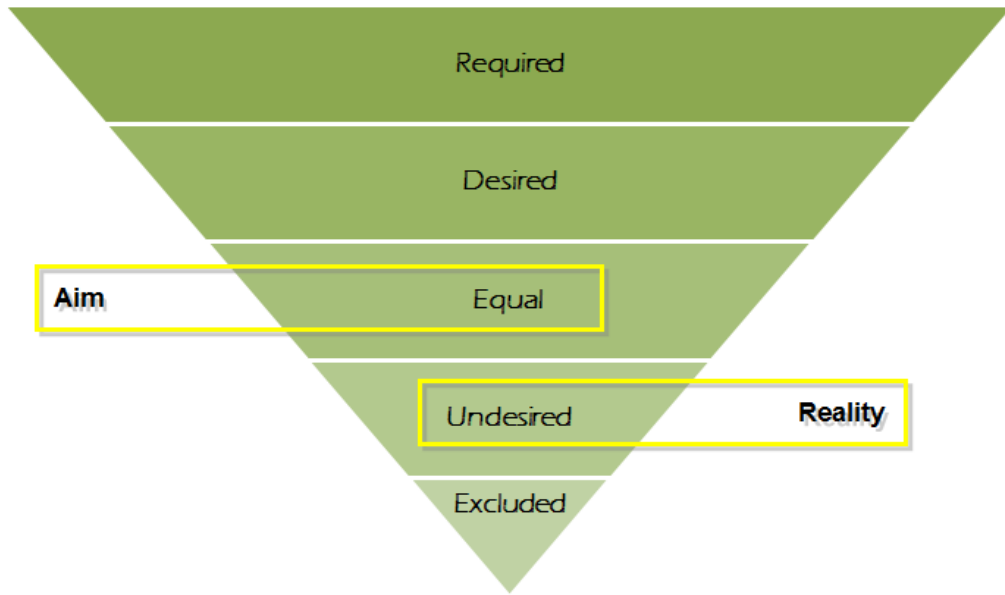 Required
Desired
Aim Equal
Undesired Reality
Excluded